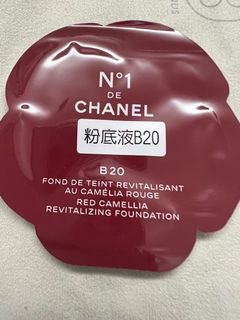 N°1
DE
CHANEL
粉底液B20
B20
FOND DE TEINT REVITALISANT
AU CAMÉLIA ROUGE
RED CAMELLIA
REVITALIZING FOUNDATION